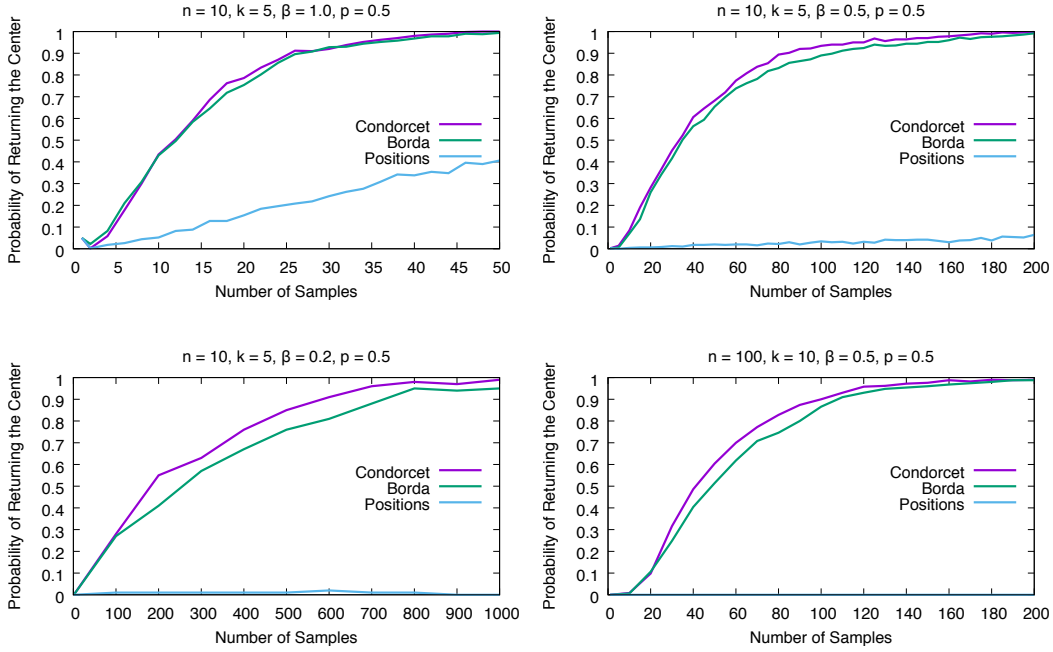 n = 10, k = 5, β = 1.0, p = 0.5
Probability of Returning the Center
1
0.9
0.8
0.7
0.6
0.5
0.4
0.3
0.2
0.1
0
Condorcet
Borda
Positions
0 5 10 15 20 25 30 35 40 45 50
Number of Samples
n = 10, k = 5, β = 0.5, p = 0.5
Probability of Returning the Center
1
0.9
0.8
0.7
0.6
0.5
0.4
0.3
0.2
0.1
0
Condorcet
Borda
Positions
0 20 40 60 80 100 120 140 160 180 200
Number of Samples
n = 10, k = 5, β = 0.2, p = 0.5
Probability of Returning the Center
1
0.9
0.8
0.7
0.6
0.5
0.4
0.3
0.2
0.1
0
Condorcet
Borda
Positions
0 100 200 300 400 500 600 700 800 900 1000
Number of Samples
n = 100, k = 10, β = 0.5, p = 0.5
Probability of Returning the Center
1
0.9
0.8
0.7
0.6
0.5
0.4
0.3
0.2
0.1
0
Condorcet
Borda
Positions
0 20 40 60 80 100 120 140 160 180 200
Number of Samples